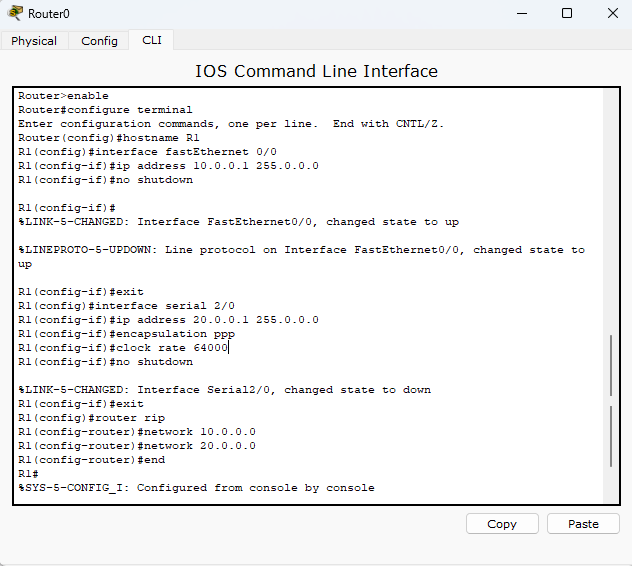 Router0
Physical Config CLI
IOS Command Line Interface
Router>enable
Router#configure terminal
Enter configuration commands, one per line.  End with CNTL/Z.
Router(config)#hostname R1
R1(config)#interface fastEthernet 0/0
R1(config-if)#ip address 10.0.0.1 255.0.0.0
R1(config-if)#no shutdown
R1(config-if)#
%LINK-5-CHANGED: Interface FastEthernet0/0, changed state to up
%LINEPROTO-5-UPDOWN: Line protocol on Interface FastEthernet0/0, changed state to
up
R1(config-if)#exit
R1(config)#interface serial 2/0
R1(config-if)#ip address 20.0.0.1 255.0.0.0
R1(config-if)#encapsulation ppp
R1(config-if)#clock rate 64000
R1(config-if)#no shutdown
%LINK-5-CHANGED: Interface Serial2/0, changed state to down
R1(config-if)#exit
R1(config)#router rip
R1(config-router)#network 10.0.0.0
R1(config-router)#network 20.0.0.0
R1(config-router)#end
R1#
%SYS-5-CONFIG_I: Configured from console by console
Copy Paste